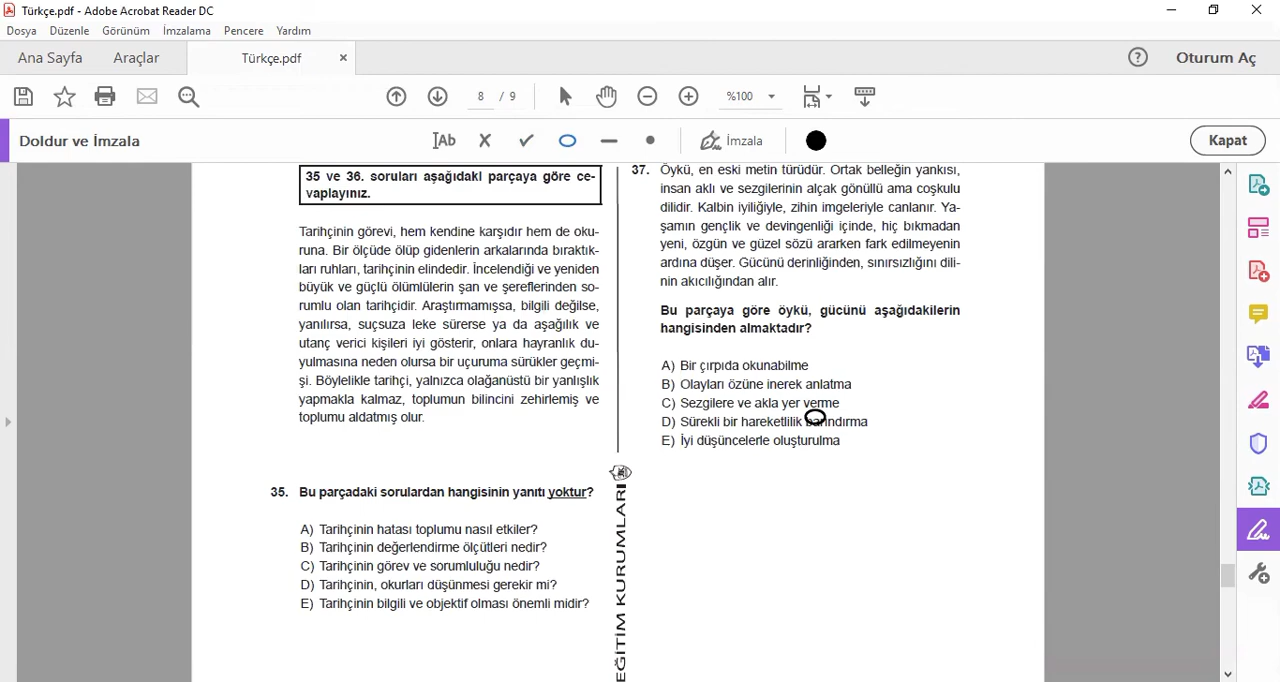 Türkçe.pdf - Adobe Acrobat Reader DC
Dosya Düzenle Görünüm İmzalama Pencere Yardım
Ana Sayfa Araçlar Türkçe.pdf × ? Oturum Aç
8 / 9 %100
Doldur ve İmzala Ab İmzala Kapat
35 ve 36. soruları aşağıdaki parçaya göre ce-
vaplayınız.
Tarihçinin görevi, hem kendine karşıdır hem de oku-
runa. Bir ölçüde ölüp gidenlerin arkalarında bıraktık-
ları ruhları, tarihçinin elindedir. İncelendiği ve yeniden
büyük ve güçlü ölümlülerin şan ve şereflerinden so-
rumlu olan tarihçidir. Araştırmamışsa, bilgili değilse,
yanılırsa, suçsuza leke sürerse ya da aşağılık ve
utanç verici kişileri iyi gösterir, onlara hayranlık du-
yulmasına neden olursa bir uçuruma sürükler geçmi-
şi. Böylelikle tarihçi, yalnızca olağanüstü bir yanlışlık
yapmakla kalmaz, toplumun bilincini zehirlemiş ve
toplumu aldatmış olur.
35. Bu parçadaki sorulardan hangisinin yanıtı yoktur?
A) Tarihçinin hatası toplumu nasıl etkiler?
B) Tarihçinin değerlendirme ölçütleri nedir?
C) Tarihçinin görev ve sorumluluğu nedir?
D) Tarihçinin, okurları düşünmesi gerekir mi?
E) Tarihçinin bilgili ve objektif olması önemli midir?
EĞİTİM KURUMLARI
37. Öykü, en eski metin türüdür. Ortak belleğin yankısı,
insan aklı ve sezgilerinin alçak gönüllü ama coşkulu
dilidir. Kalbin iyiliğiyle, zihin imgeleriyle canlanır. Ya-
şamın gençlik ve devingenliği içinde, hiç bıkmadan
yeni, özgün ve güzel sözü ararken fark edilmeyenin
ardına düşer. Gücünü derinliğinden, sınırsızlığını dili-
nin akıcılığından alır.
Bu parçaya göre öykü, gücünü aşağıdakilerin
hangisinden almaktadır?
A) Bir çırpıda okunabilme
B) Olayları özüne inerek anlatma
C) Sezgilere ve akla yer verme
D) Sürekli bir hareketlilik barındırma
E) İyi düşüncelerle oluşturulma